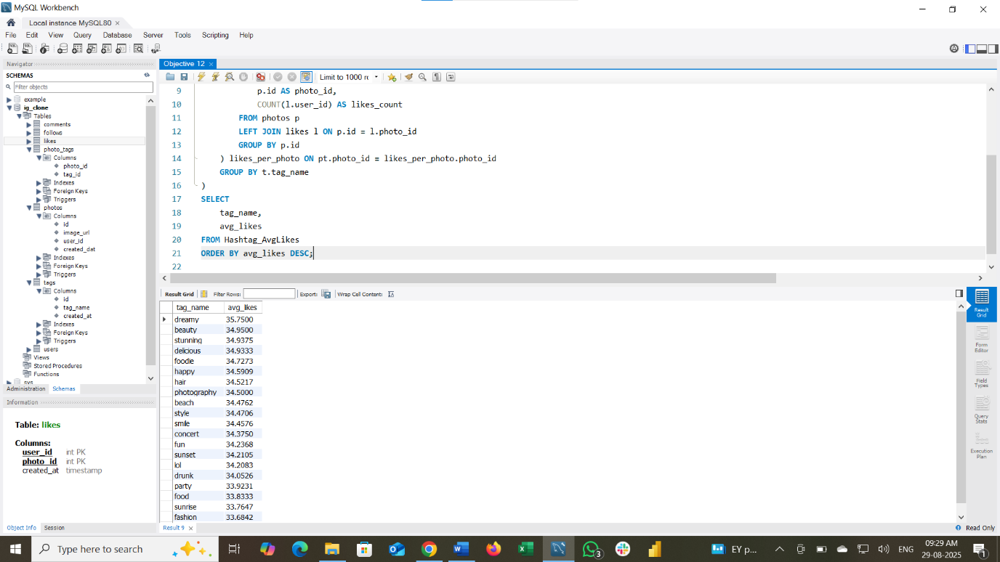 MySQL Workbench
Local instance MySQL80
File Edit View Query Database Server Tools Scripting Help
Navigator
SCHEMAS
Filter objects
example
ig_clone
Tables
comments
follows
likes
photo_tags
Columns
photo_id
tag_id
Indexes
Foreign Keys
Triggers
photos
Columns
id
image_url
user_id
created_dat
Indexes
Foreign Keys
Triggers
tags
Columns
id
tag_name
created_at
Indexes
Foreign Keys
Triggers
users
Views
Stored Procedures
Functions
sys
Administration Schemas
Information
Table: likes
Columns:
user_id int PK
photo_id int PK
created_at timestamp
Object Info Session
Objective 12
Limit to 1000 rc
9 p.id AS photo_id,
10 COUNT(l.user_id) AS likes_count
11 FROM photos p
12 LEFT JOIN likes l ON p.id = l.photo_id
13 GROUP BY p.id
14 ) likes_per_photo ON pt.photo_id = likes_per_photo.photo_id
15 GROUP BY t.tag_name
16 )
17 SELECT
18 tag_name,
19 avg_likes
20 FROM Hashtag_AvgLikes
21 ORDER BY avg_likes DESC;
22
Result Grid Filter Rows: Export: Wrap Cell Content:
tag_name avg_likes
dreamy 35.7500
beauty 34.9500
stunning 34.9375
delicious 34.9333
foodie 34.7273
happy 34.5909
hair 34.5217
photography 34.5000
beach 34.4762
style 34.4706
smile 34.4576
concert 34.3750
fun 34.2368
sunset 34.2105
lol 34.2083
drunk 34.0526
party 33.9231
food 33.8333
sunrise 33.7647
fashion 33.6842
Result 9
Result
Grid
Form
Editor
Field
Types
Query
Stats
Execution
Plan
Read Only
Type here to search
3
EY p...
ENG
09:29 AM
29-08-2025
1